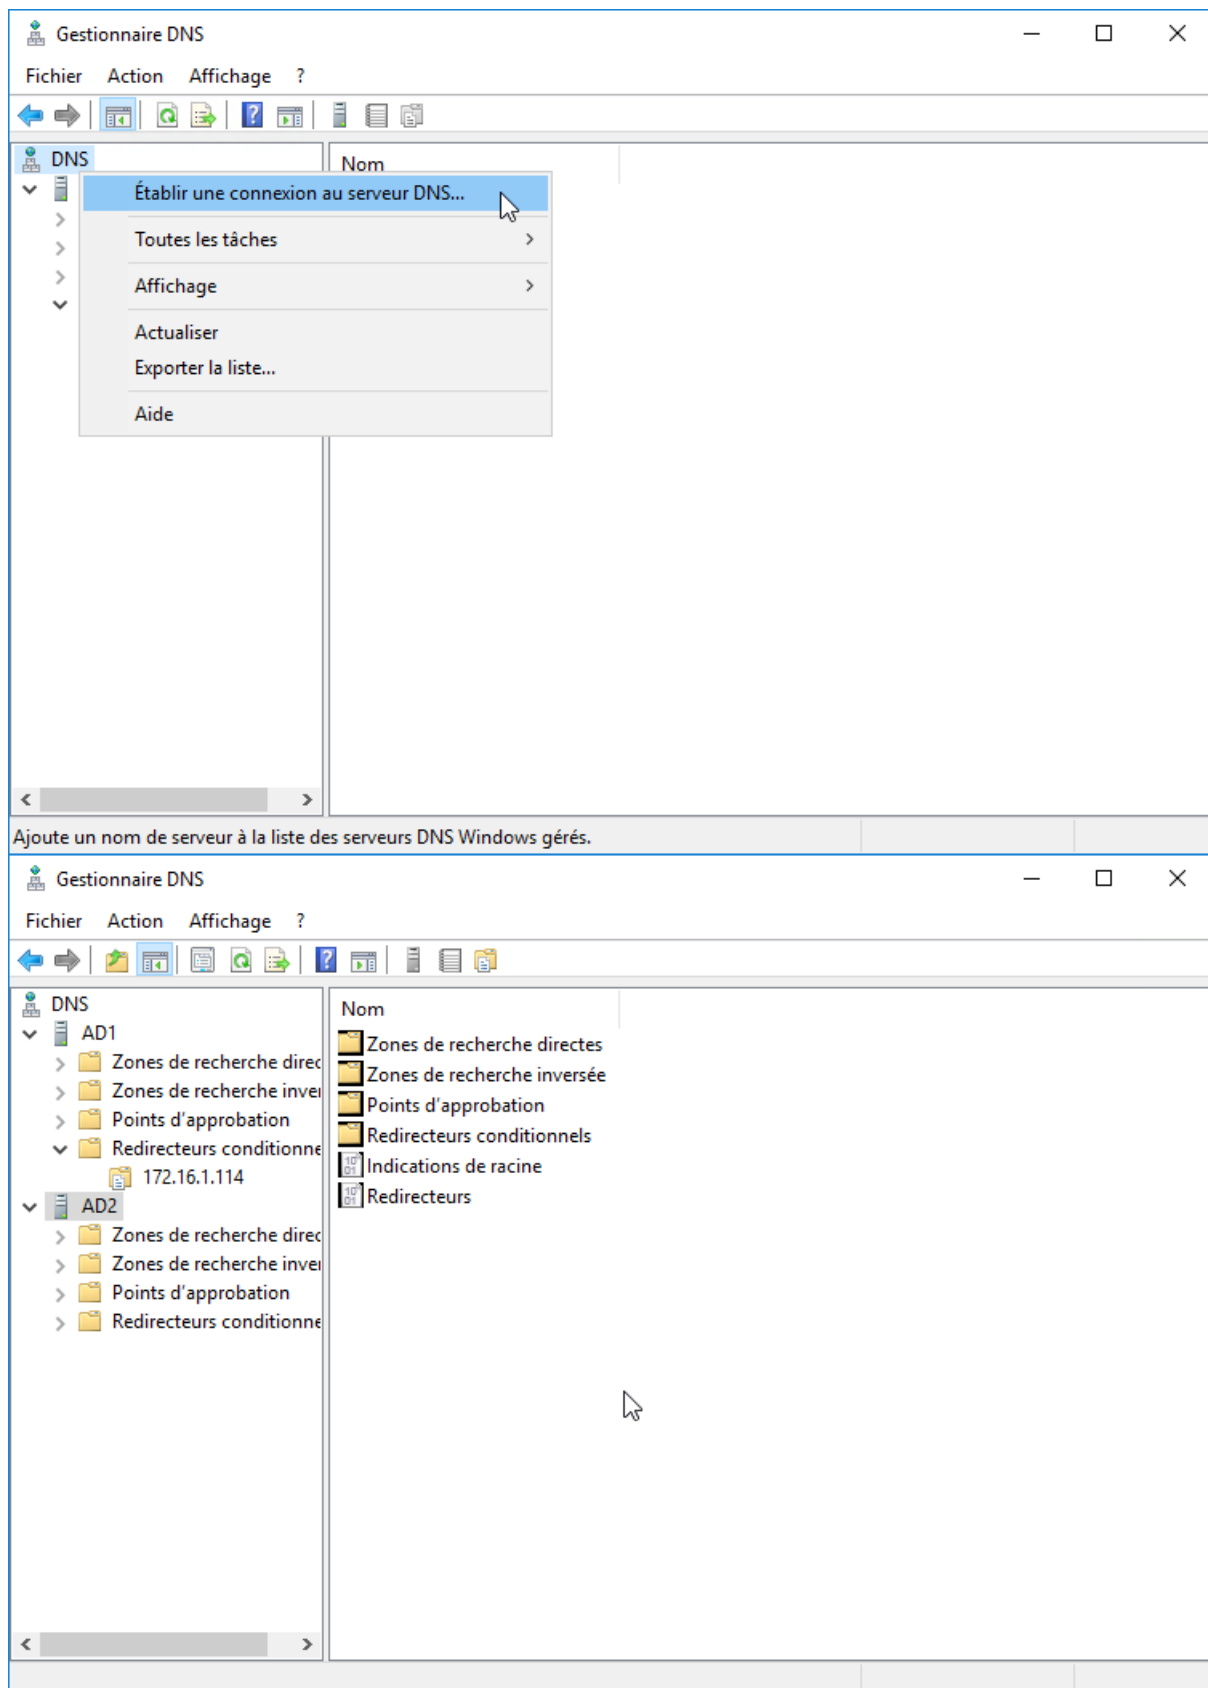 Gestionnaire DNS
Fichier Action Affichage ?
DNS
Nom
Établir une connexion au serveur DNS...
Toutes les tâches
Affichage
Actualiser
Exporter la liste...
Aide
Ajoute un nom de serveur à la liste des serveurs DNS Windows gérés.
Gestionnaire DNS
Fichier Action Affichage ?
DNS
AD1
Zones de recherche direc
Zones de recherche inver
Points d'approbation
Redirecteurs conditionne
172.16.1.114
AD2
Zones de recherche direc
Zones de recherche inver
Points d'approbation
Redirecteurs conditionne
Nom
Zones de recherche directes
Zones de recherche inversée
Points d'approbation
Redirecteurs conditionnels
Indications de racine
Redirecteurs